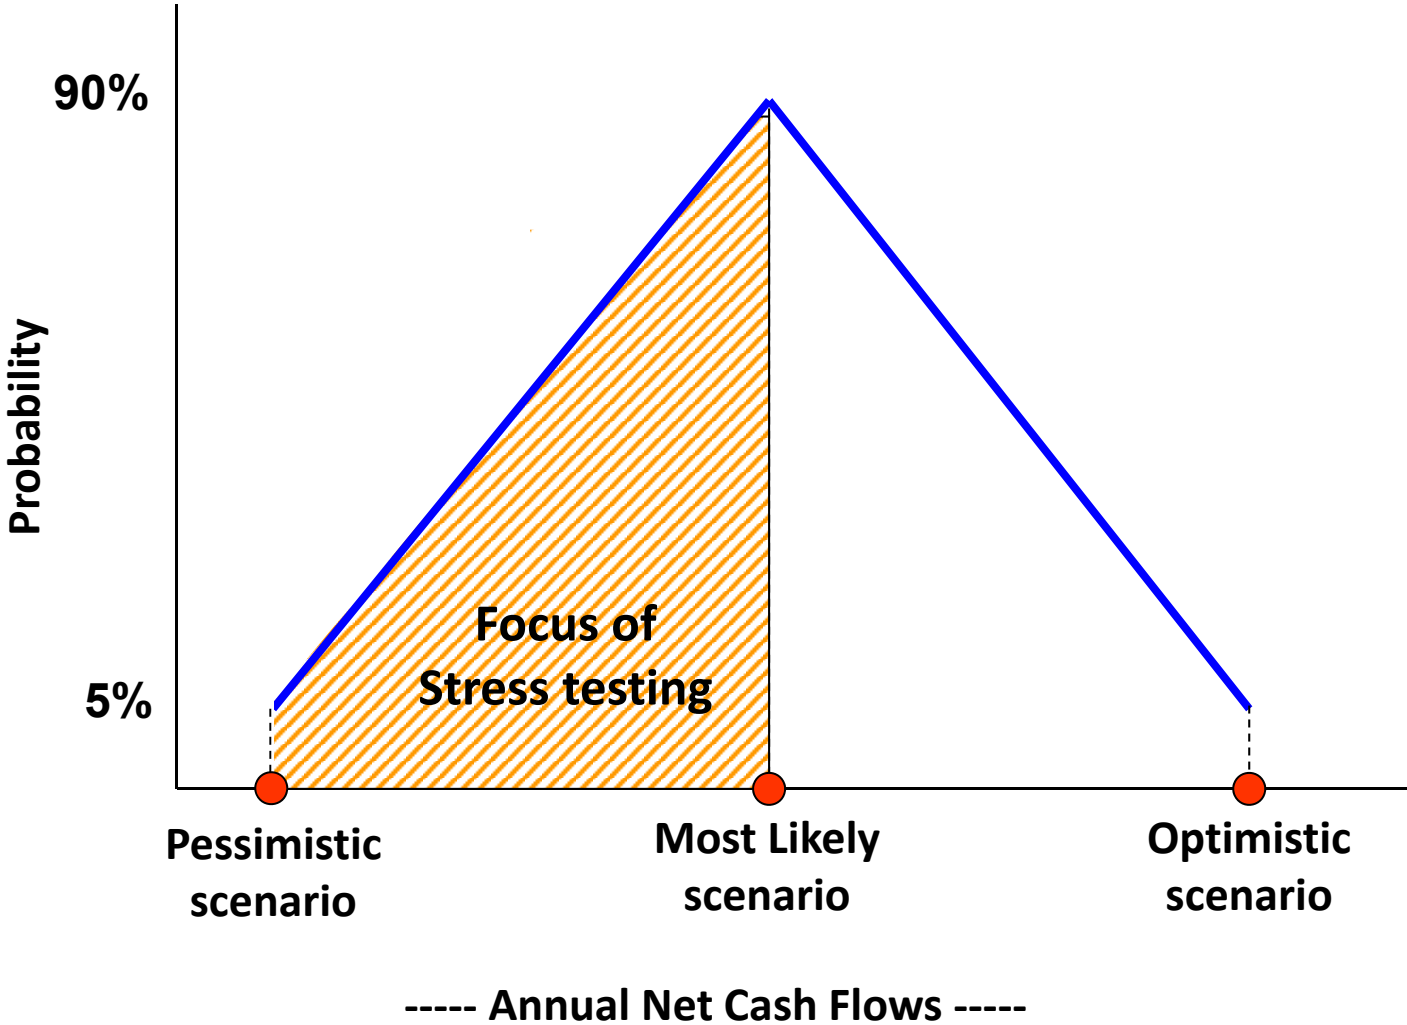 90%
Probability
Focus of
Stress testing
5%
Pessimistic
scenario
Most Likely
scenario
Optimistic
scenario
----- Annual Net Cash Flows -----